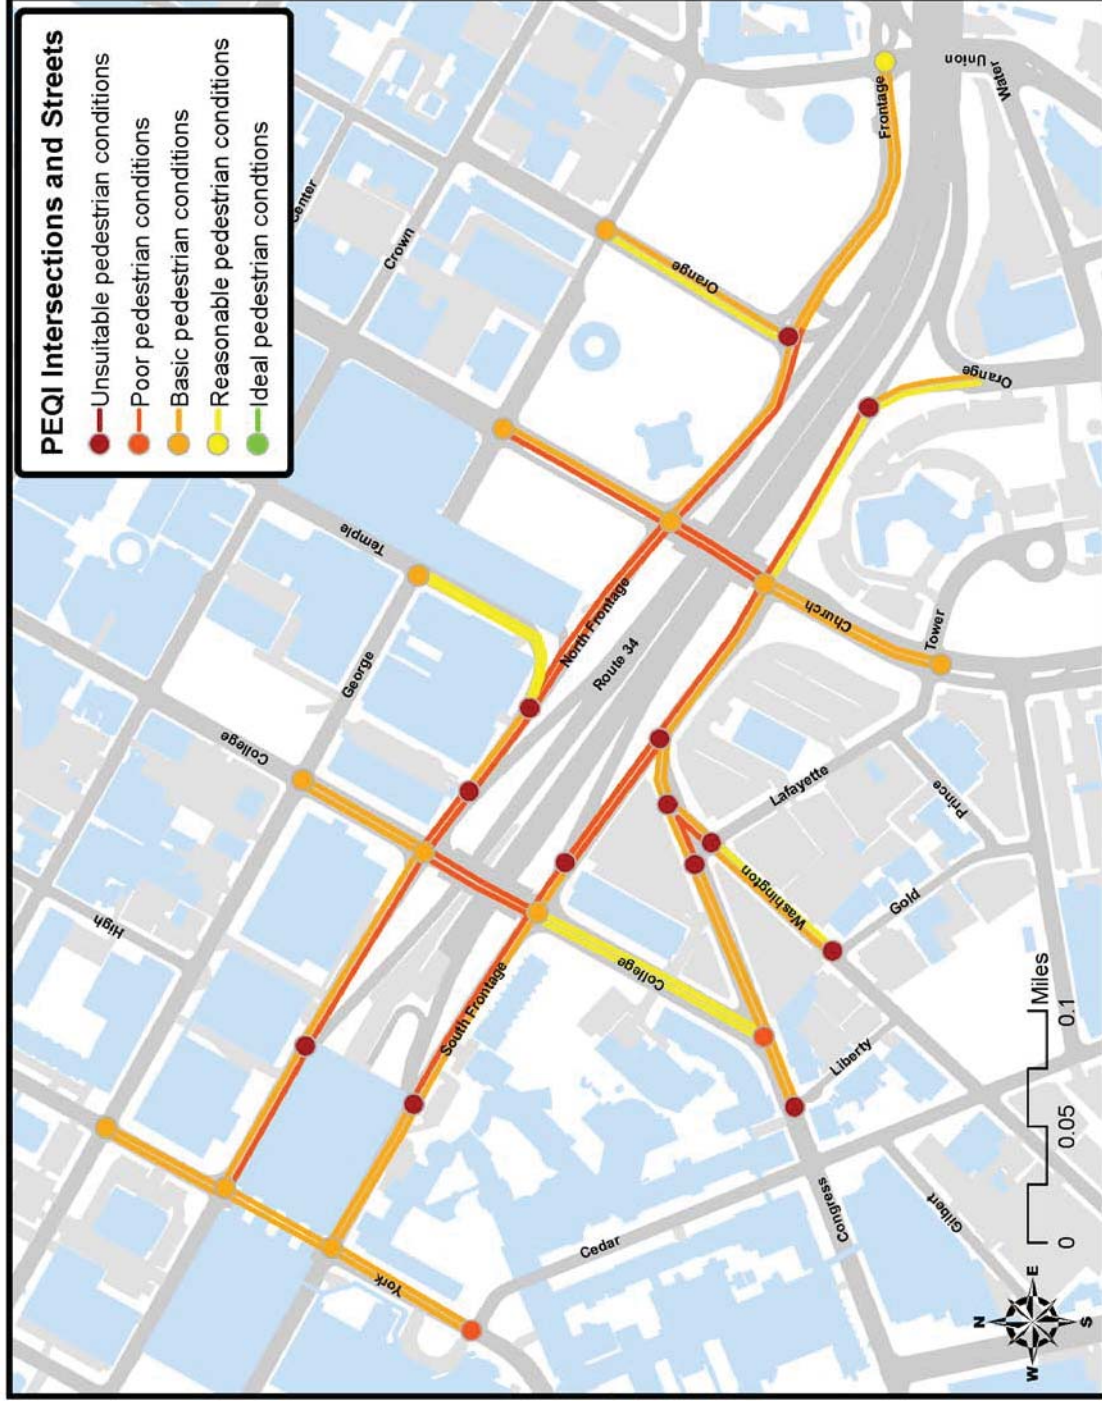 PEQI Intersections and Streets
Unsuitable pedestrian conditions
Poor pedestrian conditions
Basic pedestrian conditions
Reasonable pedestrian conditions
Ideal pedestrian condtions
enter
Crown
Frontage
Water Union
Orange
Orange
Temple
George
College
High
North Frontage
Route 34
Church
Tower
Lafayette
Prince
Washington
Gold
South Frontage
College
Liberty
York
Cedar
Congress
Gilbert
0 0.05 0.1 Miles
N
W E
S